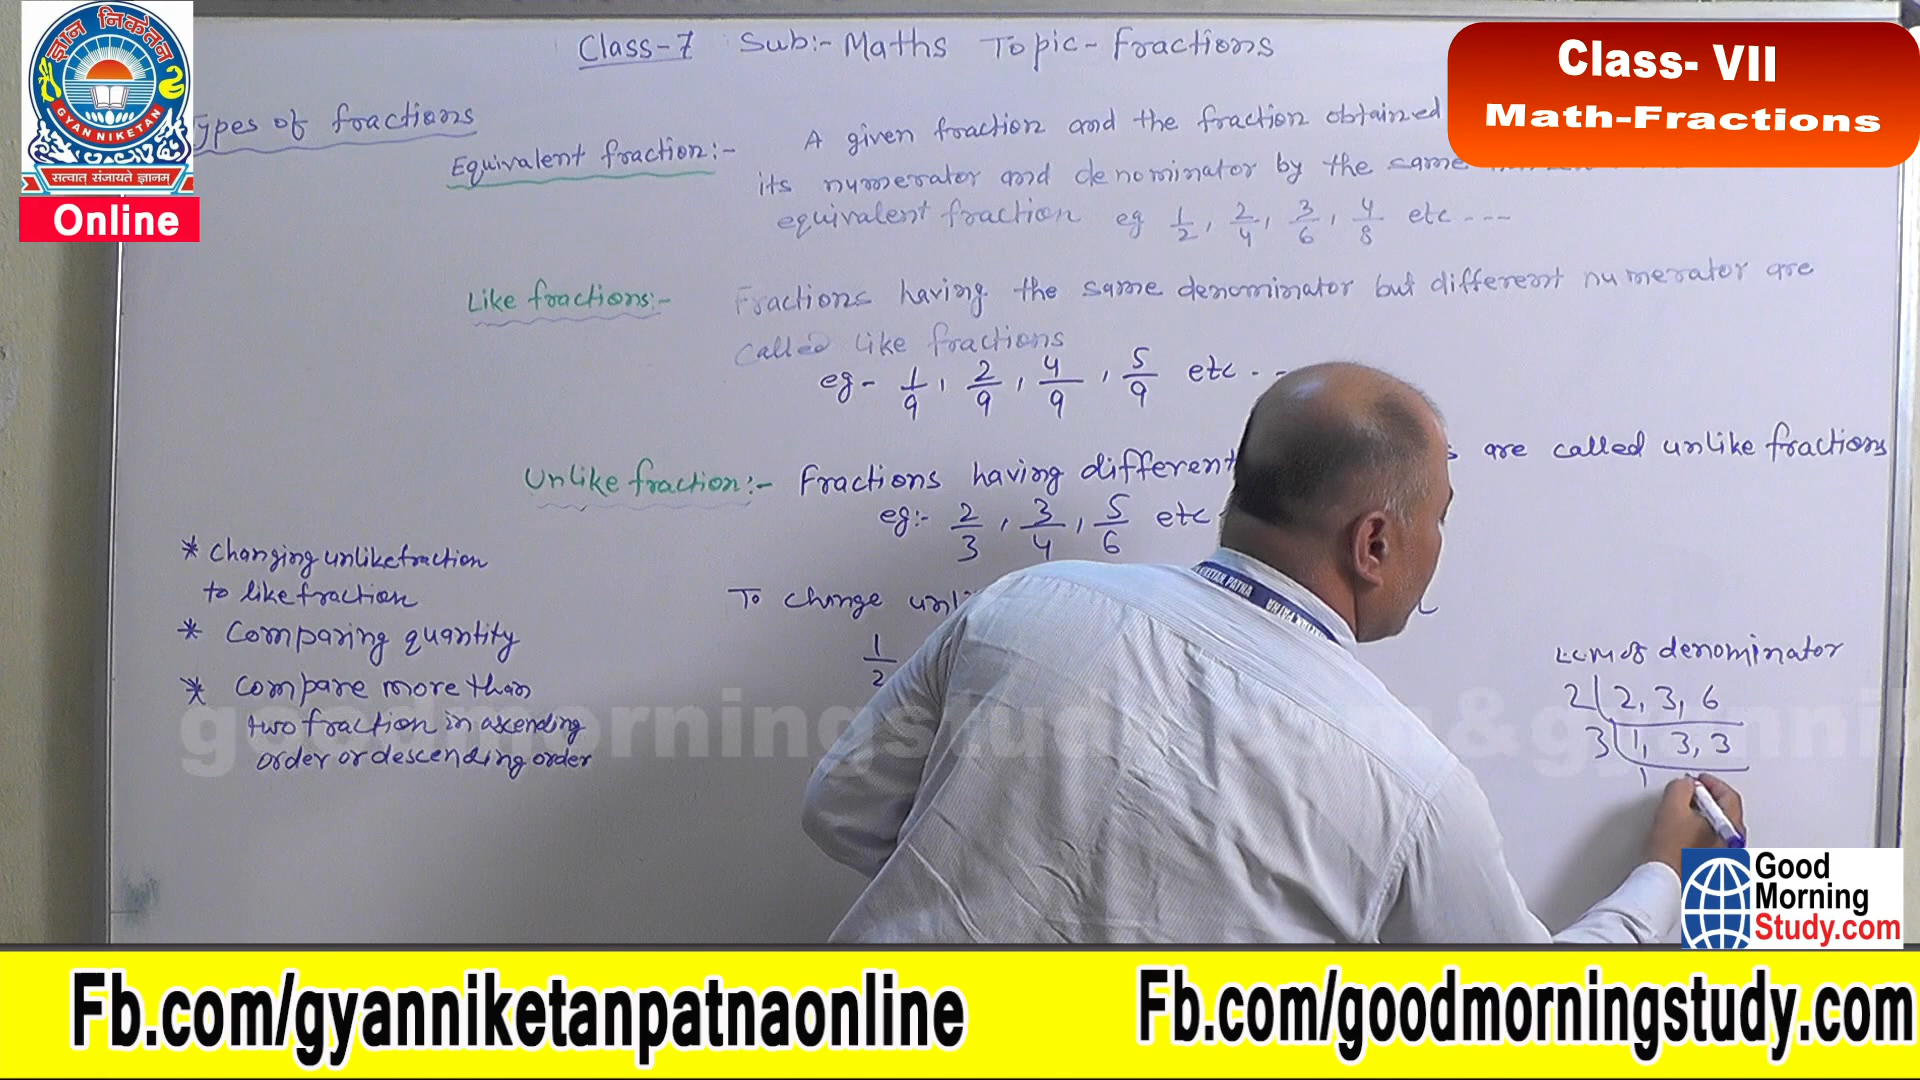 ज्ञान निकेतन
GYAN NIKETAN
सत्वात् संजायते ज्ञानम्
Online
Class-7 Sub:- Maths Topic- Fractions
Class- VII
Math-Fractions
Types of fractions
Equivalent fraction:- A given fraction and the fraction obtained
its numerator and denominator by the same
equivalent fraction eg 1/2, 2/4, 3/6, 4/8 etc ---
Like fractions:- Fractions having the same denominator but different numerator are
called like fractions
eg- 1/9, 2/9, 4/9, 5/9 etc - -
Unlike fraction:- Fractions having different are called unlike fractions
eg:- 2/3, 3/4, 5/6 etc
* Changing unlike fraction
to like fraction
* Comparing quantity
* Compare more than
two fraction in ascending
order or descending order
To change
1/2
LCM of denominator
2 | 2, 3, 6
3 | 1, 3, 3
1
KETAN PATNA
Good
Morning
Study.com
Fb.com/gyanniketanpatnaonline
Fb.com/goodmorningstudy.com